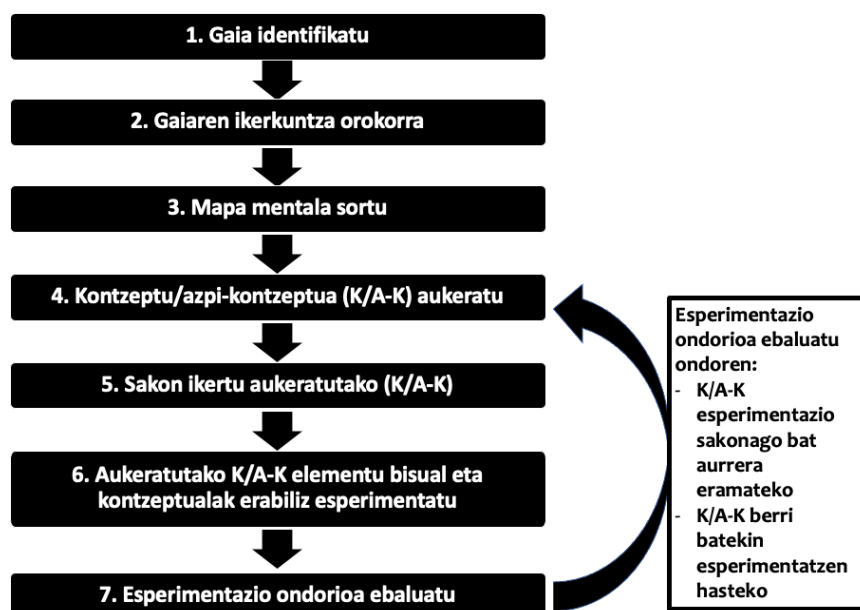 1. Gaia identifikatu
2. Gaiaren ikerkuntza orokorra
3. Mapa mentala sortu
4. Kontzeptu/azpi-kontzeptua (K/A-K) aukeratu
5. Sakon ikertu aukeratutako (K/A-K)
6. Aukeratutako K/A-K elementu bisual eta
kontzeptualak erabiliz esperimentatu
7. Esperimentazio ondorioa ebaluatu
Esperimentazio
ondorioa ebaluatu
ondoren:
- K/A-K
esperimentazio
sakonago bat
aurrera
eramateko
- K/A-K berri
batekin
esperimentatzen
hasteko